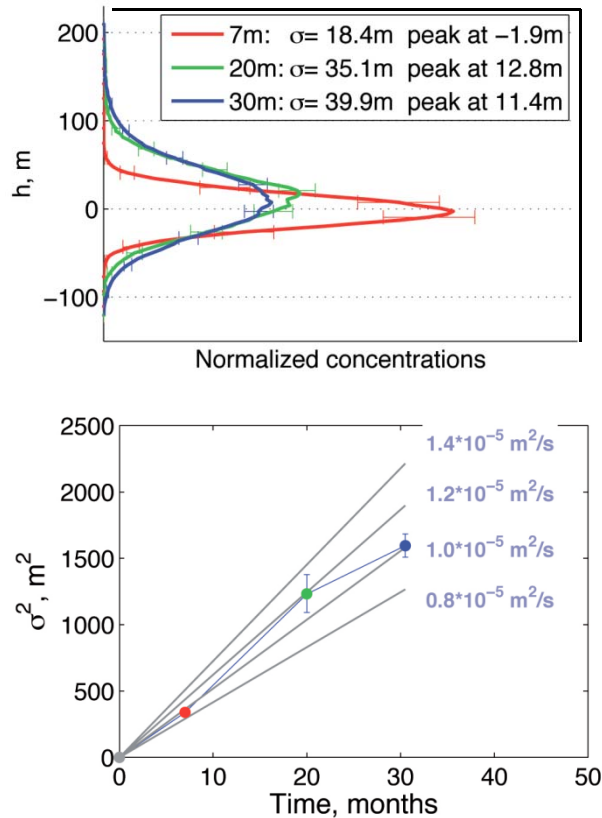 200
100
0
−100
h, m
7m: σ= 18.4m peak at −1.9m
20m: σ= 35.1m peak at 12.8m
30m: σ= 39.9m peak at 11.4m
Normalized concentrations
2500
2000
1500
1000
500
0
σ², m²
1.4*10⁻⁵ m²/s
1.2*10⁻⁵ m²/s
1.0*10⁻⁵ m²/s
0.8*10⁻⁵ m²/s
0 10 20 30 40 50
Time, months